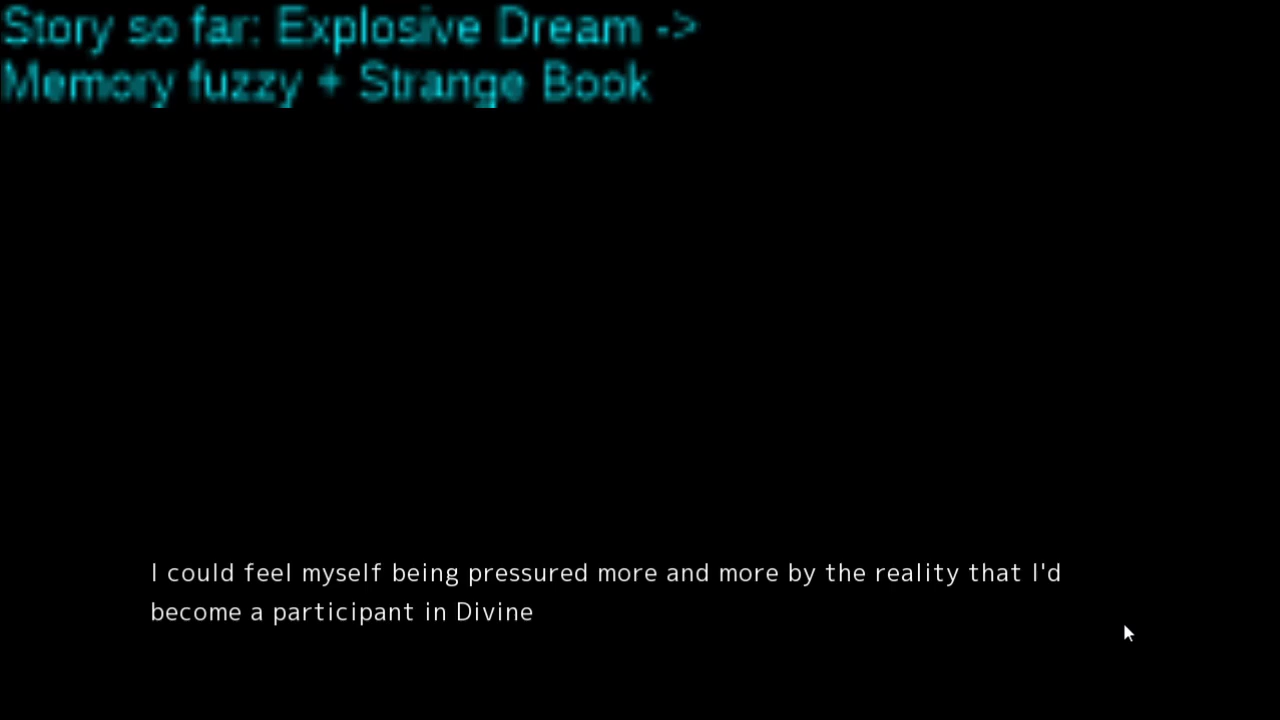 Story so far: Explosive Dream ->
Memory fuzzy + Strange Book
I could feel myself being pressured more and more by the reality that I'd
become a participant in Divine